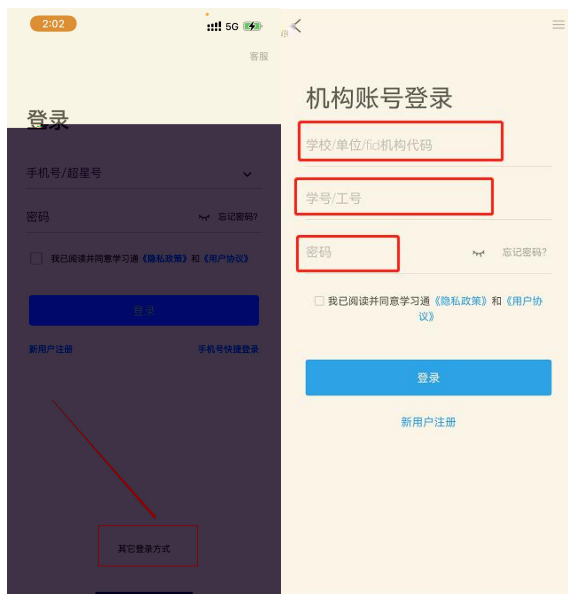 2:02
5G
客服
登录
手机号/超星号
密码
忘记密码?
我已阅读并同意学习通《隐私政策》和《用户协议》
登录
新用户注册
手机号快捷登录
其它登录方式
机构账号登录
学校/单位/fid机构代码
学号/工号
密码
忘记密码?
我已阅读并同意学习通《隐私政策》和《用户协
议》
登录
新用户注册